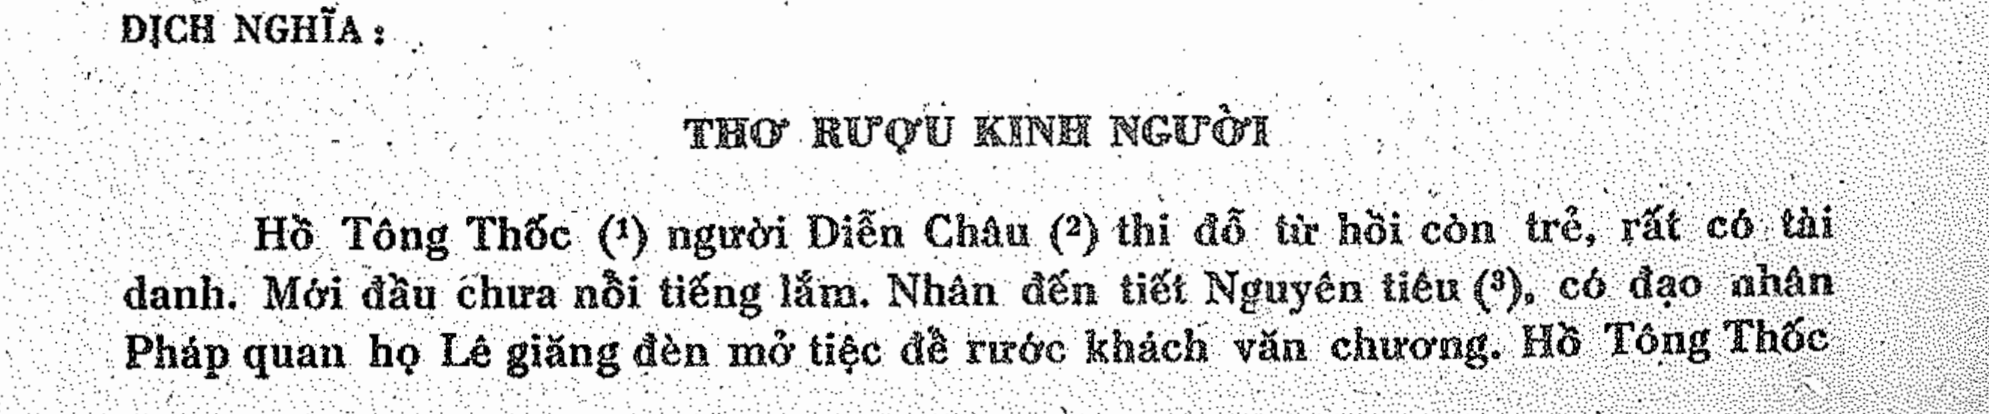 DỊCH NGHĨA :
THƠ RƯỢU KINH NGƯỜI
Hồ Tông Thốc (¹) người Diễn Châu (²) thi đỗ từ hồi còn trẻ, rất có tài
danh. Mới đầu chưa nổi tiếng lắm. Nhân đến tiết Nguyên tiêu (³), có đạo nhân
Pháp quan họ Lê giăng đèn mở tiệc để rước khách văn chương. Hồ Tông Thốc